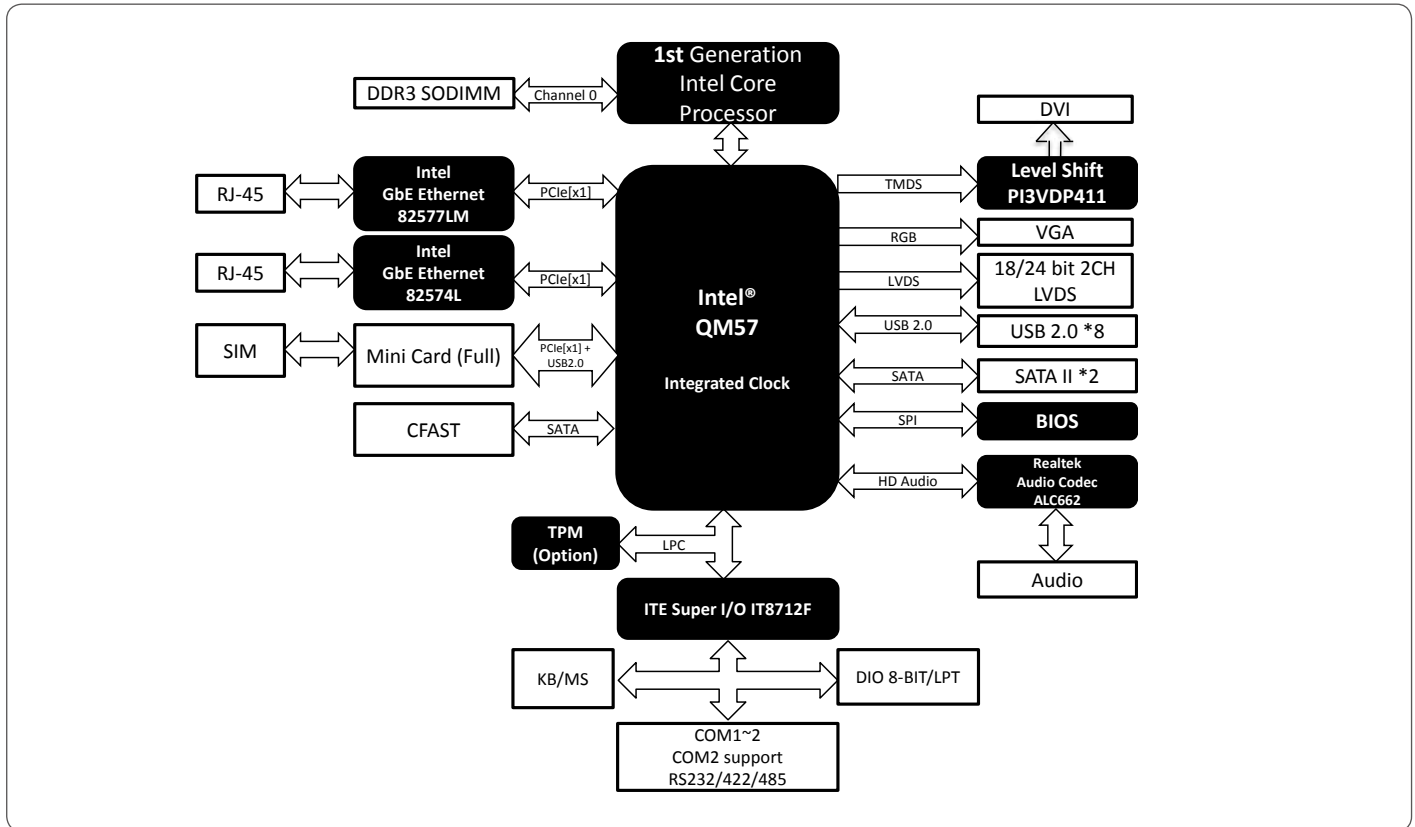 1st Generation
Intel Core
Processor
DDR3 SODIMM
Channel 0
DVI
Level Shift
PI3VDP411
TMDS
RJ-45
Intel
GbE Ethernet
82577LM
PCIe[x1]
RGB
VGA
RJ-45
Intel
GbE Ethernet
82574L
PCIe[x1]
LVDS
18/24 bit 2CH
LVDS
Intel®
QM57
Integrated Clock
USB 2.0
USB 2.0 *8
SIM
Mini Card (Full)
PCIe[x1] +
USB2.0
SATA
SATA II *2
CFAST
SATA
SPI
BIOS
HD Audio
Realtek
Audio Codec
ALC662
Audio
TPM
(Option)
LPC
ITE Super I/O IT8712F
KB/MS
DIO 8-BIT/LPT
COM1~2
COM2 support
RS232/422/485